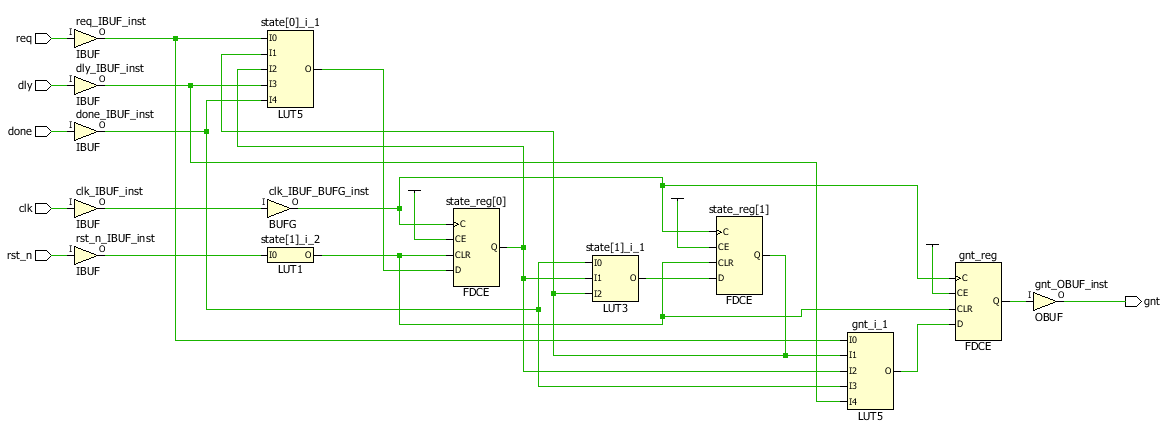 req
I
O
req_IBUF_inst
IBUF
dly
I
O
dly_IBUF_inst
IBUF
done
I
O
done_IBUF_inst
IBUF
clk
I
O
clk_IBUF_inst
IBUF
rst_n
I
O
rst_n_IBUF_inst
IBUF
state[0]_i_1
I0
I1
I2
I3
I4
O
LUT5
clk_IBUF_BUFG_inst
I
O
BUFG
state[1]_i_2
I0
O
LUT1
state_reg[0]
C
CE
CLR
D
Q
FDCE
state[1]_i_1
I0
I1
I2
O
LUT3
state_reg[1]
C
CE
CLR
D
Q
FDCE
gnt_i_1
I0
I1
I2
I3
I4
O
LUT5
gnt_reg
C
CE
CLR
D
Q
FDCE
gnt_OBUF_inst
I
O
OBUF
gnt